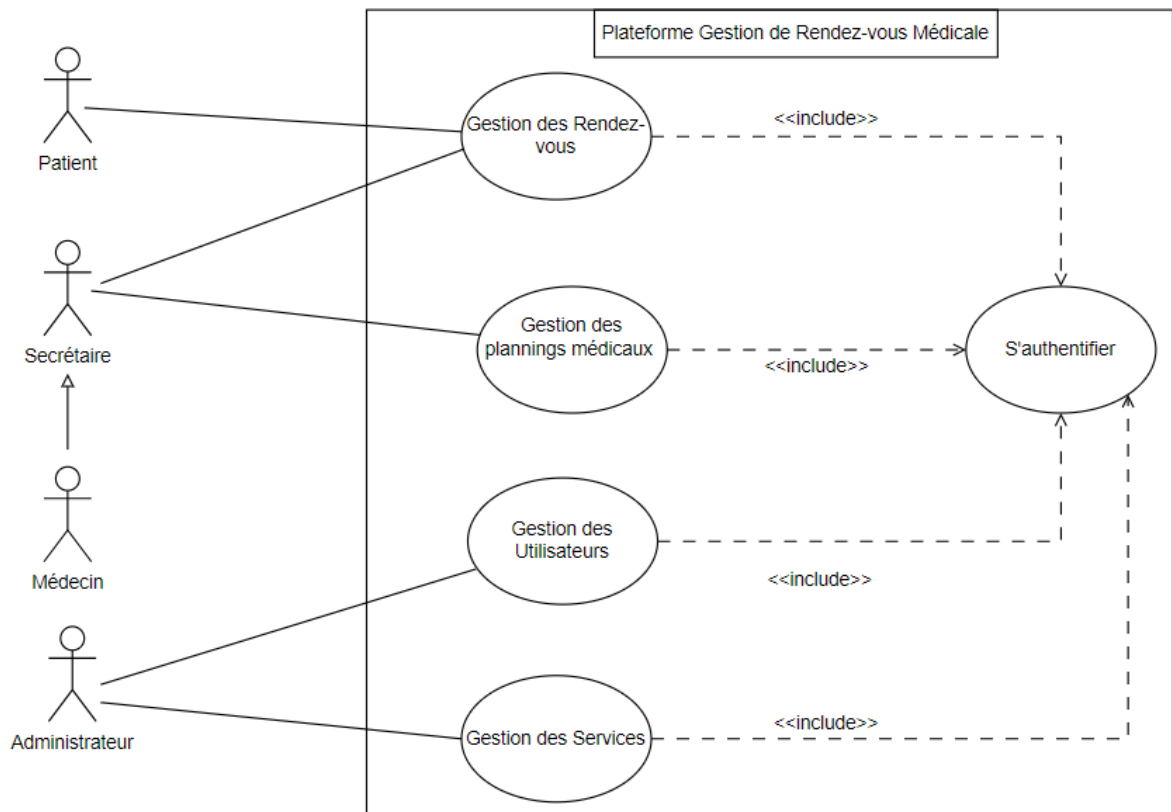 Plateforme Gestion de Rendez-vous Médicale
Patient
Gestion des Rendez-
vous
<<include>>
Secrétaire
Gestion des
plannings médicaux
<<include>>
S'authentifier
Médecin
Gestion des
Utilisateurs
<<include>>
Administrateur
Gestion des Services
<<include>>